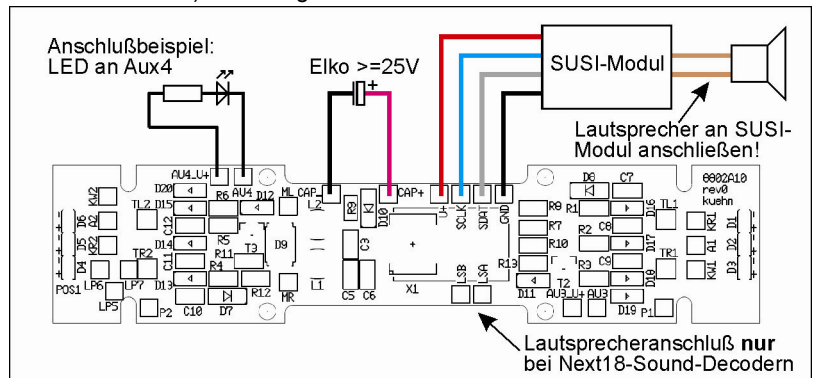 Anschlußbeispiel:
LED an Aux4
Elko >=25V
+
SUSI-Modul
Lautsprecher an SUSI-
Modul anschließen!
AU4_U+
AU4
ML
CAP_
CAP+
U+
SCLK
SDA
GND
D8
C7
6802A10
rev0
kuehn
KW2
A2
KR2
D6
D5
D4
POS1
TL2
TR2
LP6
LP7
LP5
P2
D20
D15
C12
D14
C11
D13
C10
R6
R5
R11
R4
D7
D12
T3
R12
D9
MR
L2
L1
R9
D10
C3
C5
C6
X1
LSB
LSA
R8
R7
R10
R13
D11
T2
R1
R2
R3
C8
C9
D16
D17
D18
D19
AU3_U+
AU3
TL1
TR1
P1
KR1
A1
KW1
D1
D2
D3
Lautsprecheranschluß nur
bei Next18-Sound-Decodern